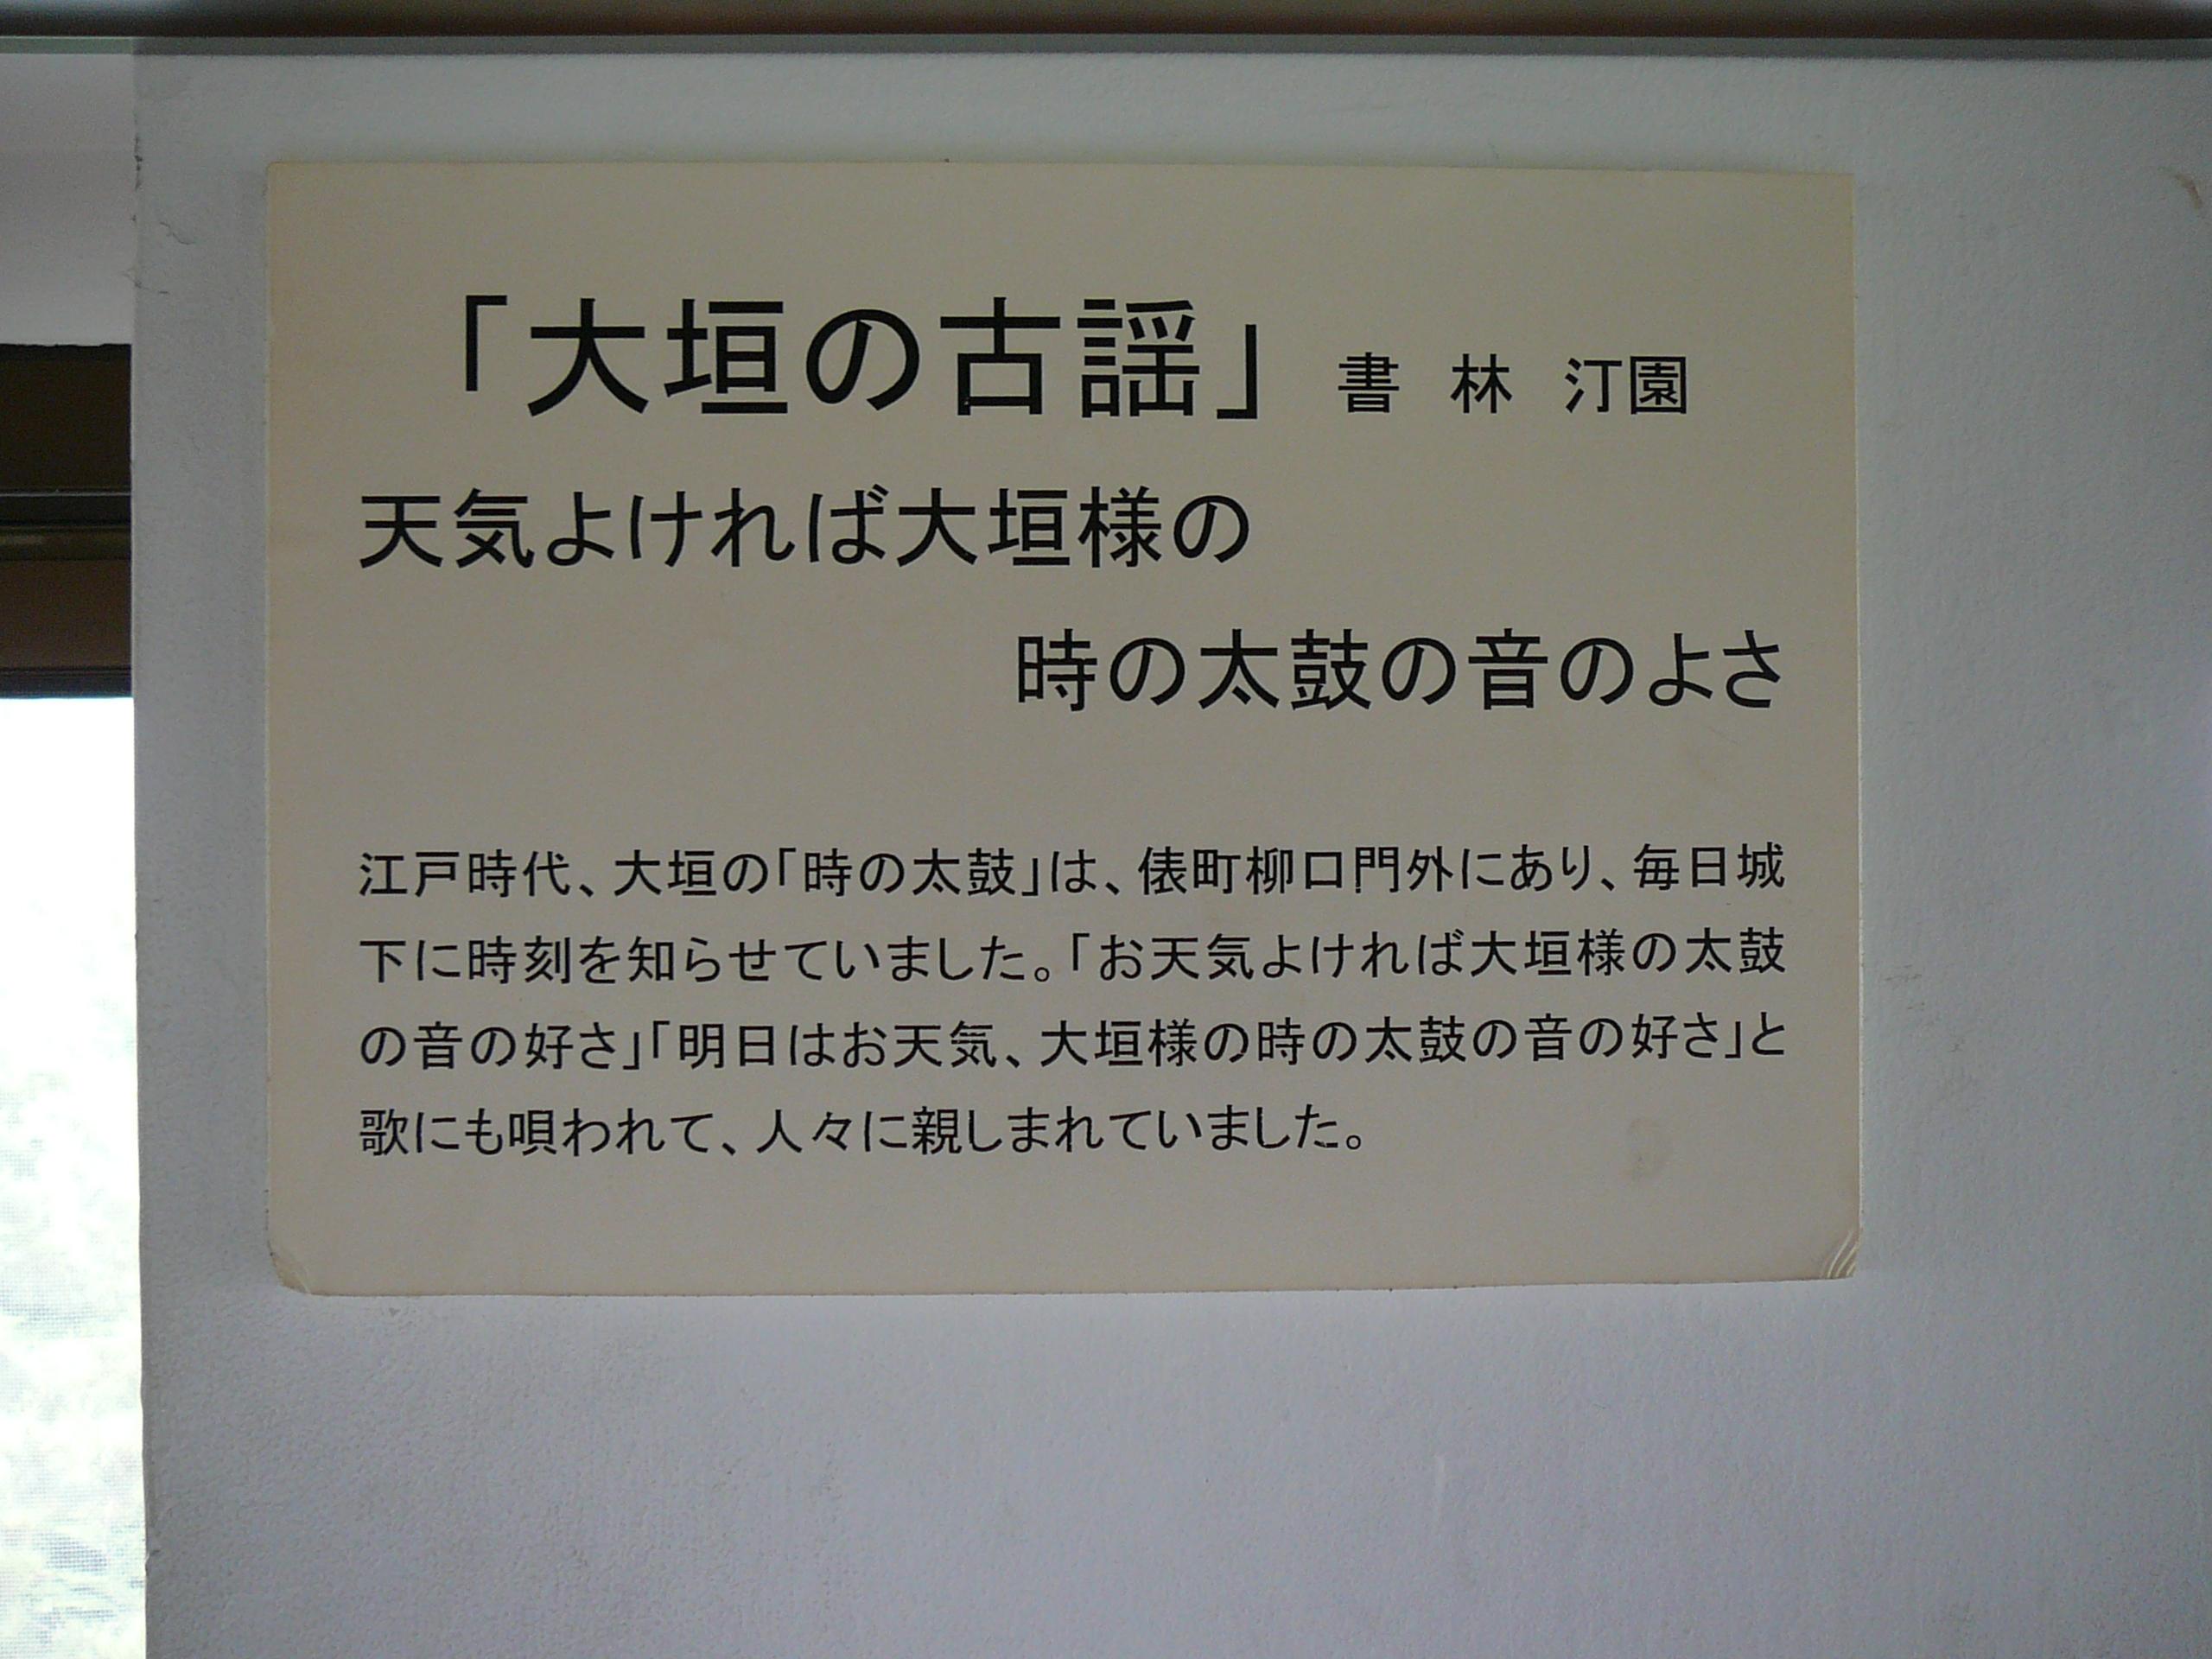 「大垣の古謡」 書 林 汀園
天気よければ大垣様の
時の太鼓の音のよさ
江戸時代、大垣の「時の太鼓」は、俵町柳口門外にあり、毎日城
下に時刻を知らせていました。「お天気よければ大垣様の太鼓
の音の好さ」「明日はお天気、大垣様の時の太鼓の音の好さ」と
歌にも唄われて、人々に親しまれていました。